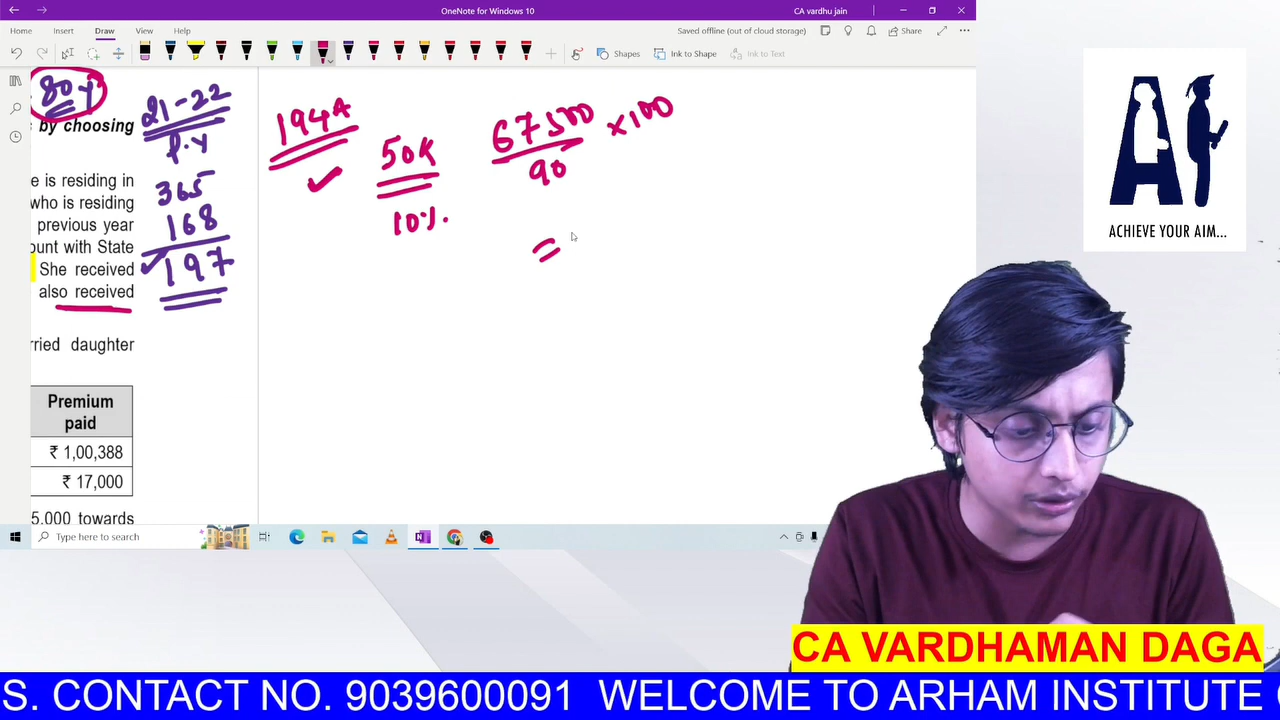 OneNote for Windows 10
CA vardhu jain
Home
Insert
Draw
View
Help
Saved offline (out of cloud storage)
Share
Shapes
Ink to Shape
Ink to Text
80 y
s by choosing
e is residing in
who is residing
previous year
ount with State
She received
also received
rried daughter
Premium
paid
₹ 1,00,388
₹ 17,000
5,000 towards
21-22
P.Y
365
168
197
194A
50K
10%.
67500 × 100
90
=
ACHIEVE YOUR AIM...
Type here to search
CA VARDHAMAN DAGA
S. CONTACT NO. 9039600091 WELCOME TO ARHAM INSTITUTE